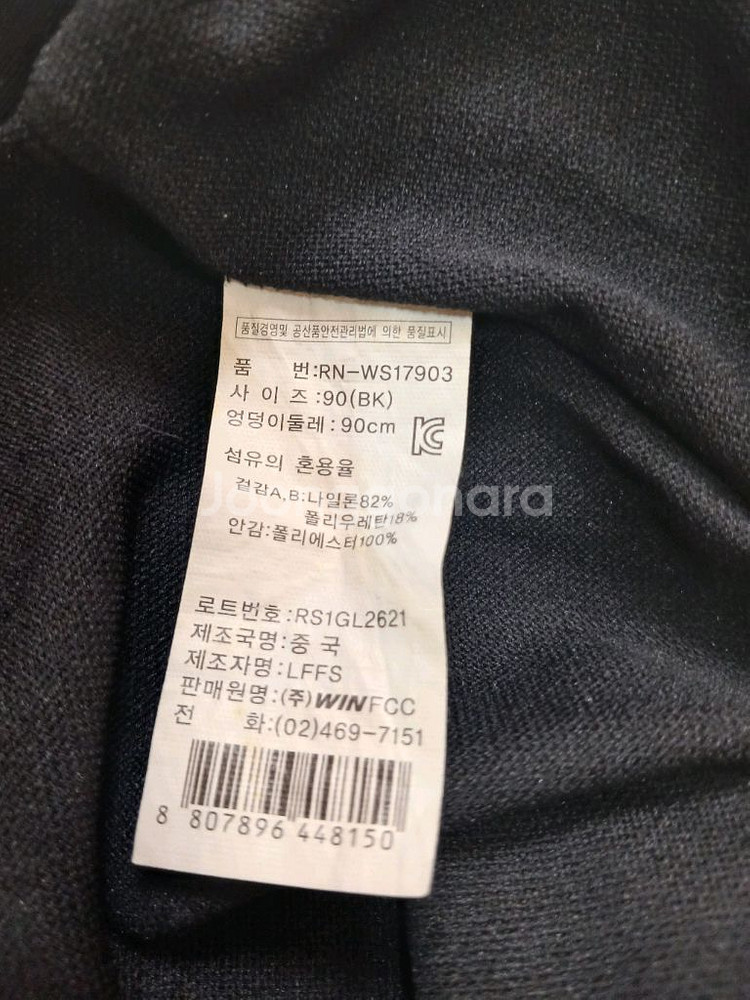 품질경영및 공산품안전관리법에 의한 품질표시
품 번:RN-WS17903
사 이 즈 :90(BK)
엉덩이둘레 : 90cm
섬유의 혼용율
겉감A,B:나일론82%
폴리우레탄18%
안감:폴리에스터100%
로트번호:RS1GL2621
제조국명:중 국
제조자명:LFFS
판매원명:(주)WINFCC
전 화:(02)469-7151
8 807896 448150